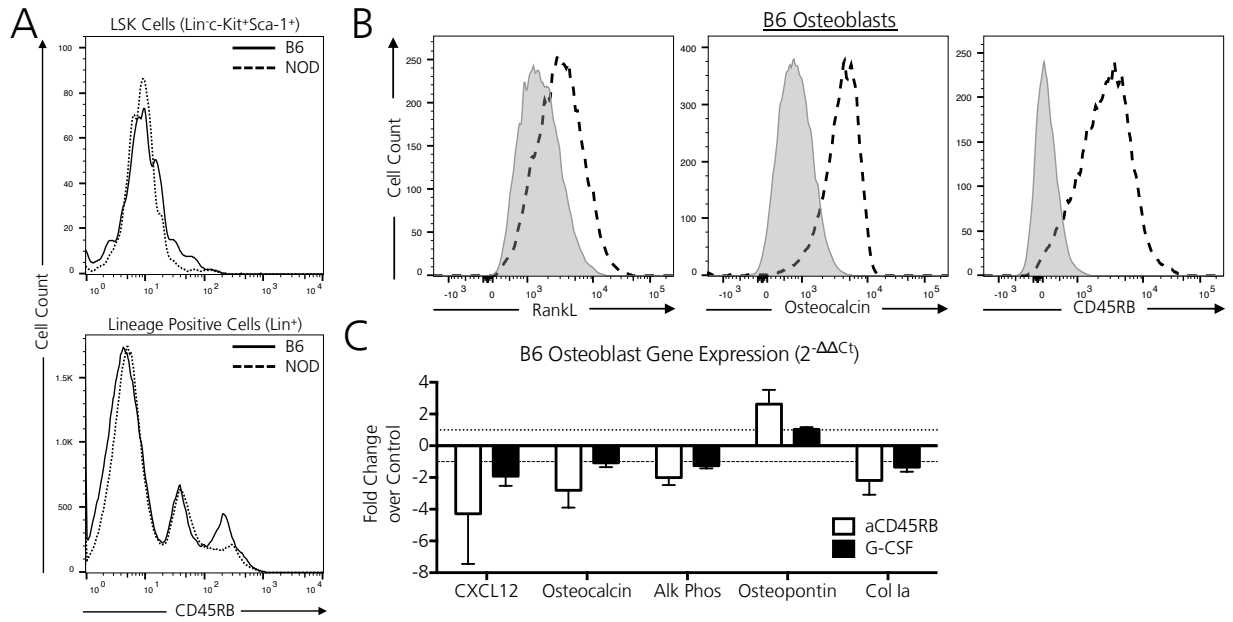 A
LSK Cells (Lin⁻c-Kit⁺Sca-1⁺)
B6
NOD
100
80
60
40
20
0
10⁰ 10¹ 10² 10³ 10⁴
Cell Count
Lineage Positive Cells (Lin⁺)
B6
NOD
1.5K
1.0K
500
0
10⁰ 10¹ 10² 10³ 10⁴
CD45RB
B
B6 Osteoblasts
Cell Count
250
200
150
100
50
0
-10³ 0 10³ 10⁴ 10⁵
RankL
400
300
200
100
0
-10³ 0 10³ 10⁴ 10⁵
Osteocalcin
250
200
150
100
50
0
-10³ 0 10³ 10⁴ 10⁵
CD45RB
C
B6 Osteoblast Gene Expression (2⁻ΔΔCt)
Fold Change
over Control
4
2
0
-2
-4
-6
-8
aCD45RB
G-CSF
CXCL12 Osteocalcin Alk Phos Osteopontin Col Ia